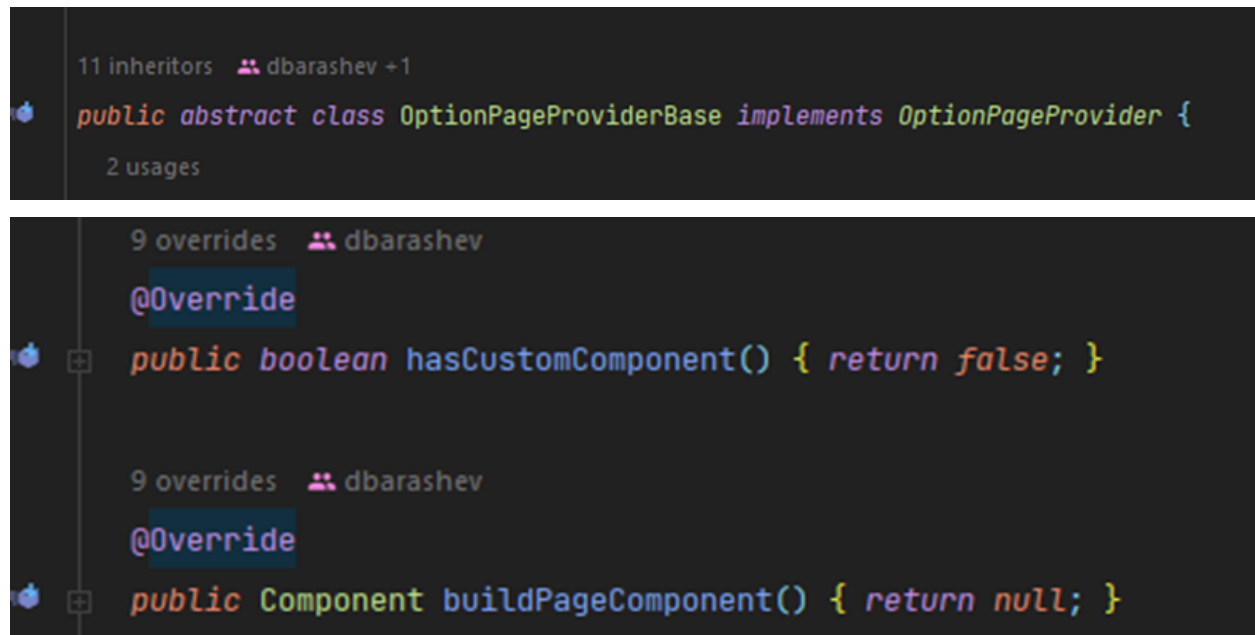 11 inheritors dbarashev +1
public abstract class OptionPageProviderBase implements OptionPageProvider {
2 usages
9 overrides dbarashev
@Override
public boolean hasCustomComponent() { return false; }
9 overrides dbarashev
@Override
public Component buildPageComponent() { return null; }